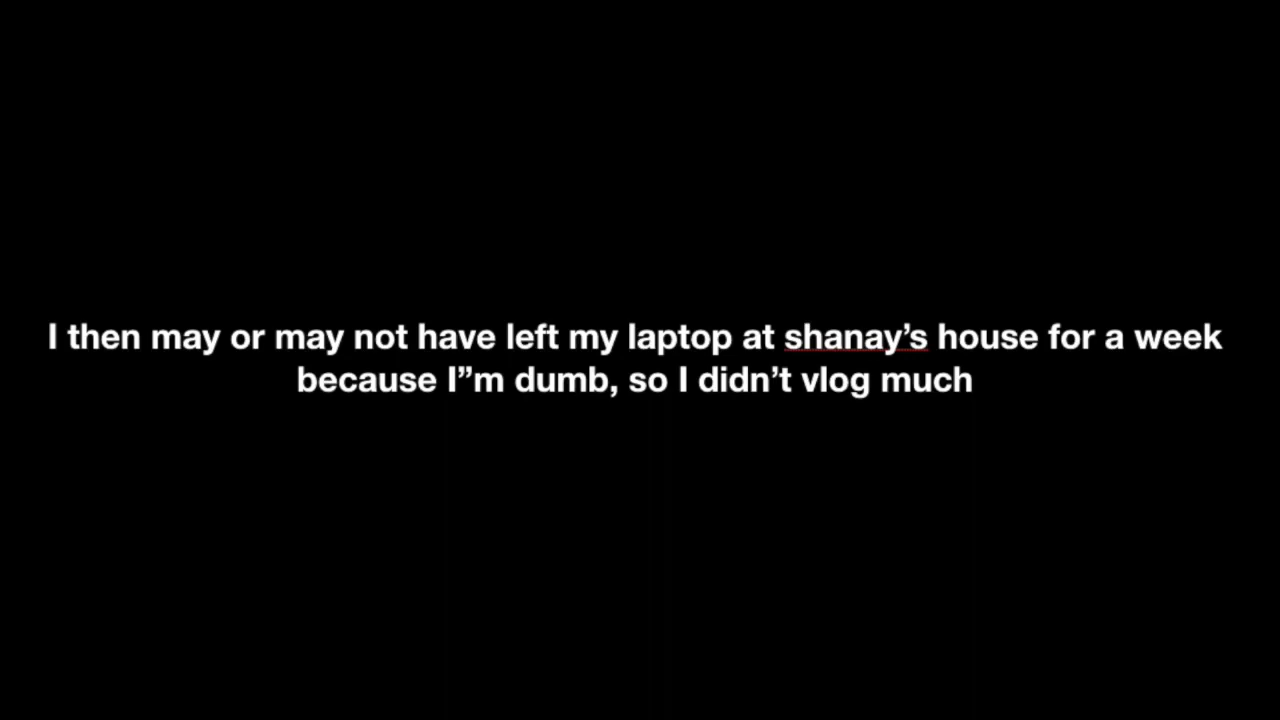 I then may or may not have left my laptop at shanay’s house for a week
because I”m dumb, so I didn’t vlog much